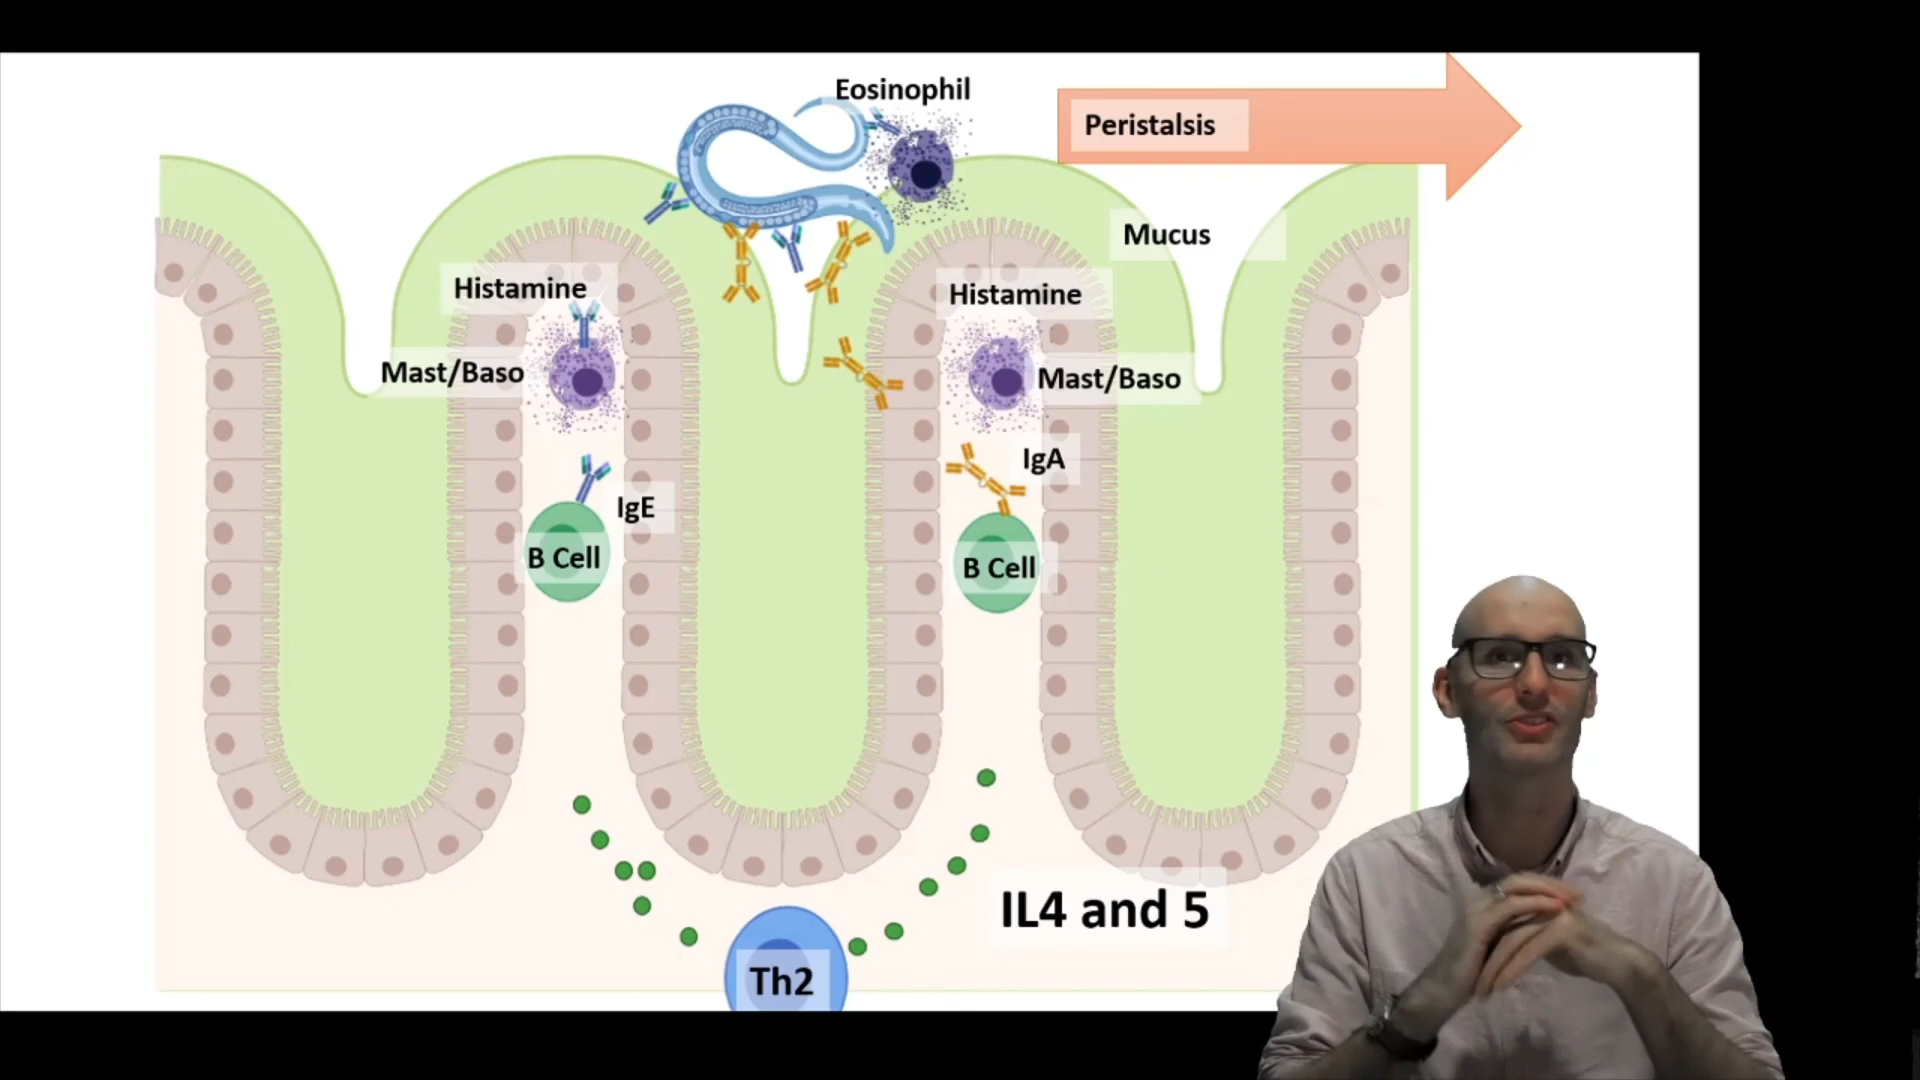 Eosinophil
Peristalsis
Mucus
Histamine
Histamine
Mast/Baso
Mast/Baso
IgA
IgE
B Cell
B Cell
IL4 and 5
Th2